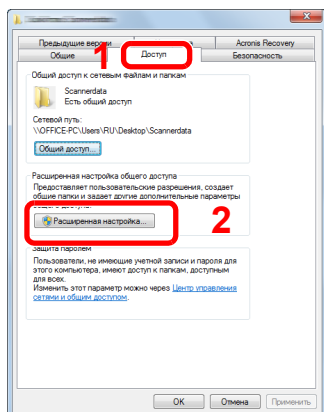 Предыдущие версии
Acronis Recovery
Общие
1
Доступ
Безопасность
Общий доступ к сетевым файлам и папкам
Scannerdata
Есть общий доступ
Сетевой путь:
\\OFFICE-PC\Users\RU\Desktop\Scannerdata
Общий доступ...
Расширенная настройка общего доступа
Предоставляет пользовательские разрешения, создает
общие папки и задает другие дополнительные параметры
общего доступа.
Расширенная настройка...
2
Защита паролем
Пользователи, не имеющие учетной записи и пароля для
этого компьютера, имеют доступ к папкам, доступным
для всех.
Изменить этот параметр можно через Центр управления
сетями и общим доступом.
OK
Отмена
Применить